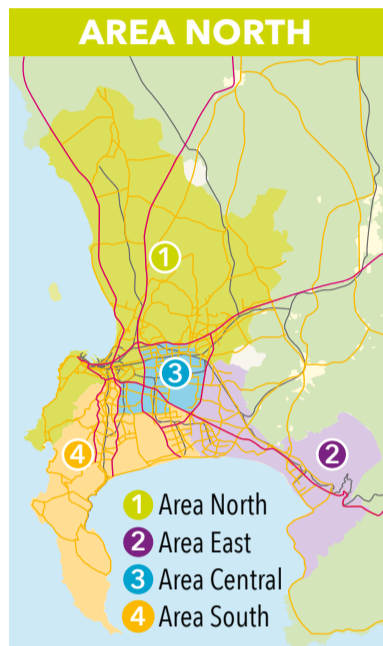 AREA NORTH
1
3
4
2
1 Area North
2 Area East
3 Area Central
4 Area South